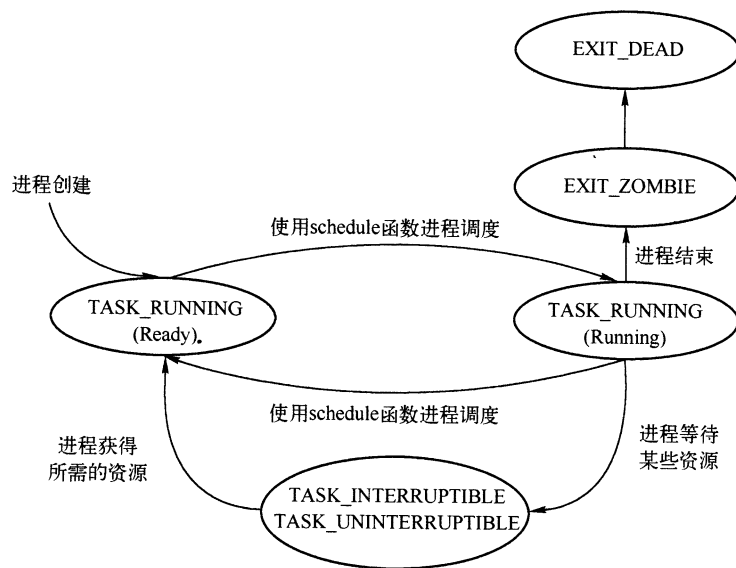 EXIT_DEAD
进程创建
EXIT_ZOMBIE
使用schedule函数进程调度
进程结束
TASK_RUNNING
(Ready)
TASK_RUNNING
(Running)
使用schedule函数进程调度
进程获得
所需的资源
进程等待
某些资源
TASK_INTERRUPTIBLE
TASK_UNINTERRUPTIBLE